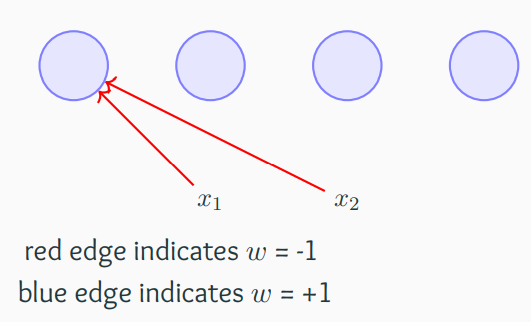 x₁ x₂
red edge indicates w = -1
blue edge indicates w = +1